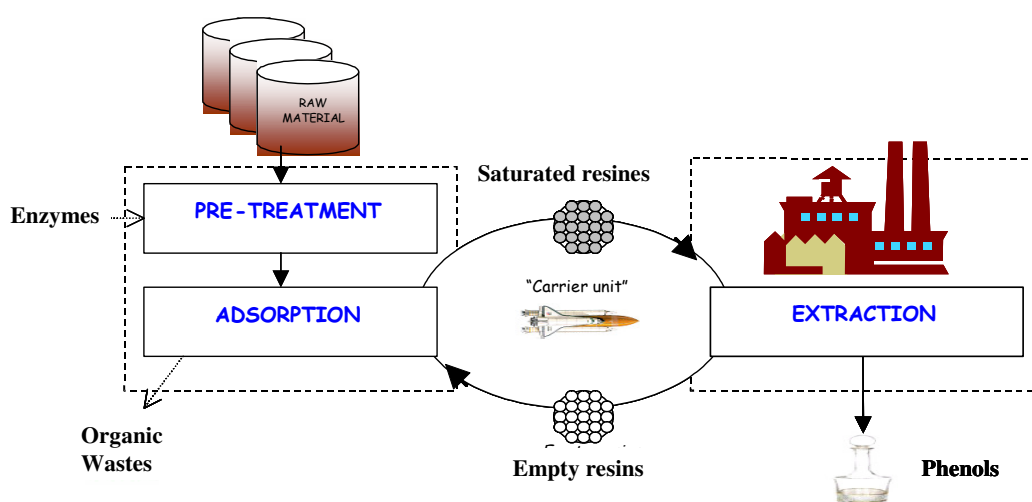 RAW
MATERIAL
Saturated resines
Enzymes
PRE-TREATMENT
"Carrier unit"
ADSORPTION
EXTRACTION
Organic
Wastes
Empty resins
Phenols